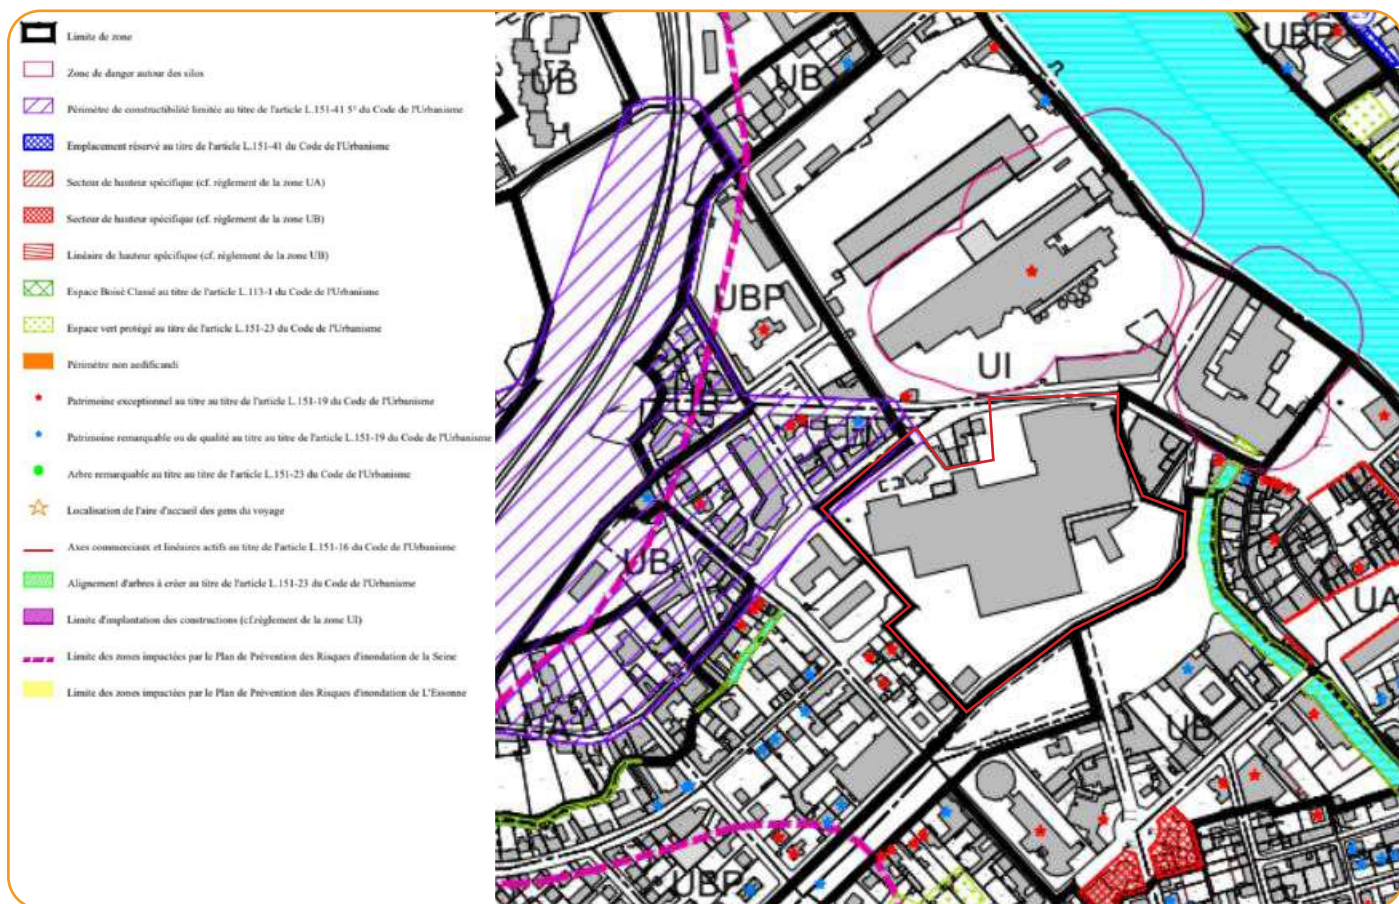 Limite de zone
Zone de danger autour des silos
Périmètre de constructibilité limitée au titre de l'article L.151-41 5° du Code de l'Urbanisme
Emplacement réservé au titre de l'article L.151-41 du Code de l'Urbanisme
Secteur de hauteur spécifique (cf. règlement de la zone UA)
Secteur de hauteur spécifique (cf. règlement de la zone UB)
Linéaire de hauteur spécifique (cf. règlement de la zone UB)
Espace Boisé Classé au titre de l'article L.113-1 du Code de l'Urbanisme
Espace vert protégé au titre de l'article L.151-23 du Code de l'Urbanisme
Périmètre non aedificandi
Patrimoine exceptionnel au titre au titre de l'article L.151-19 du Code de l'Urbanisme
Patrimoine remarquable ou de qualité au titre au titre de l'article L.151-19 du Code de l'Urbanisme
Arbre remarquable au titre au titre de l'article L.151-23 du Code de l'Urbanisme
Localisation de l'aire d'accueil des gens du voyage
Axes commerciaux et linéaires actifs au titre de l'article L.151-16 du Code de l'Urbanisme
Alignement d'arbres à créer au titre de l'article L.151-23 du Code de l'Urbanisme
Limite d'implantation des constructions (cf.règlement de la zone UI)
Limite des zones impactées par le Plan de Prévention des Risques d'inondation de la Seine
Limite des zones impactées par le Plan de Prévention des Risques d'inondation de L'Essonne
UBP
UB
UB
UBP
UI
UB
UB
UA
UB
UBP